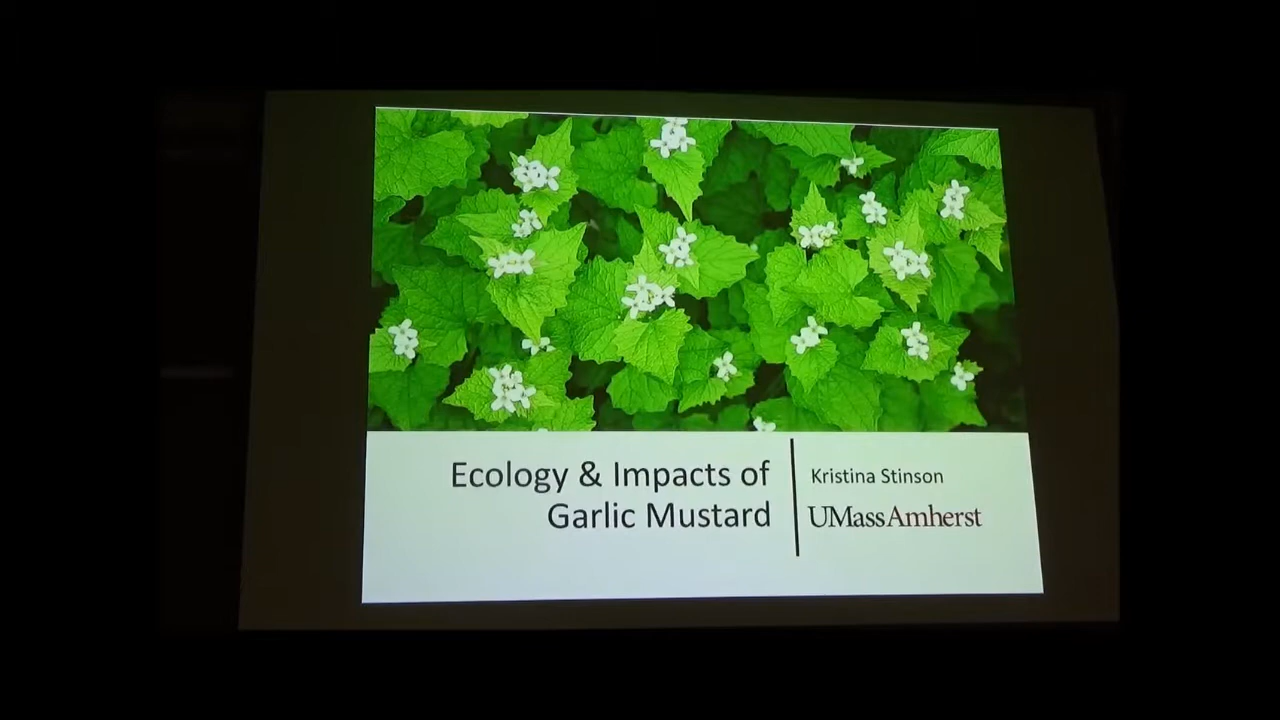 Ecology & Impacts of
Garlic Mustard
Kristina Stinson
UMassAmherst